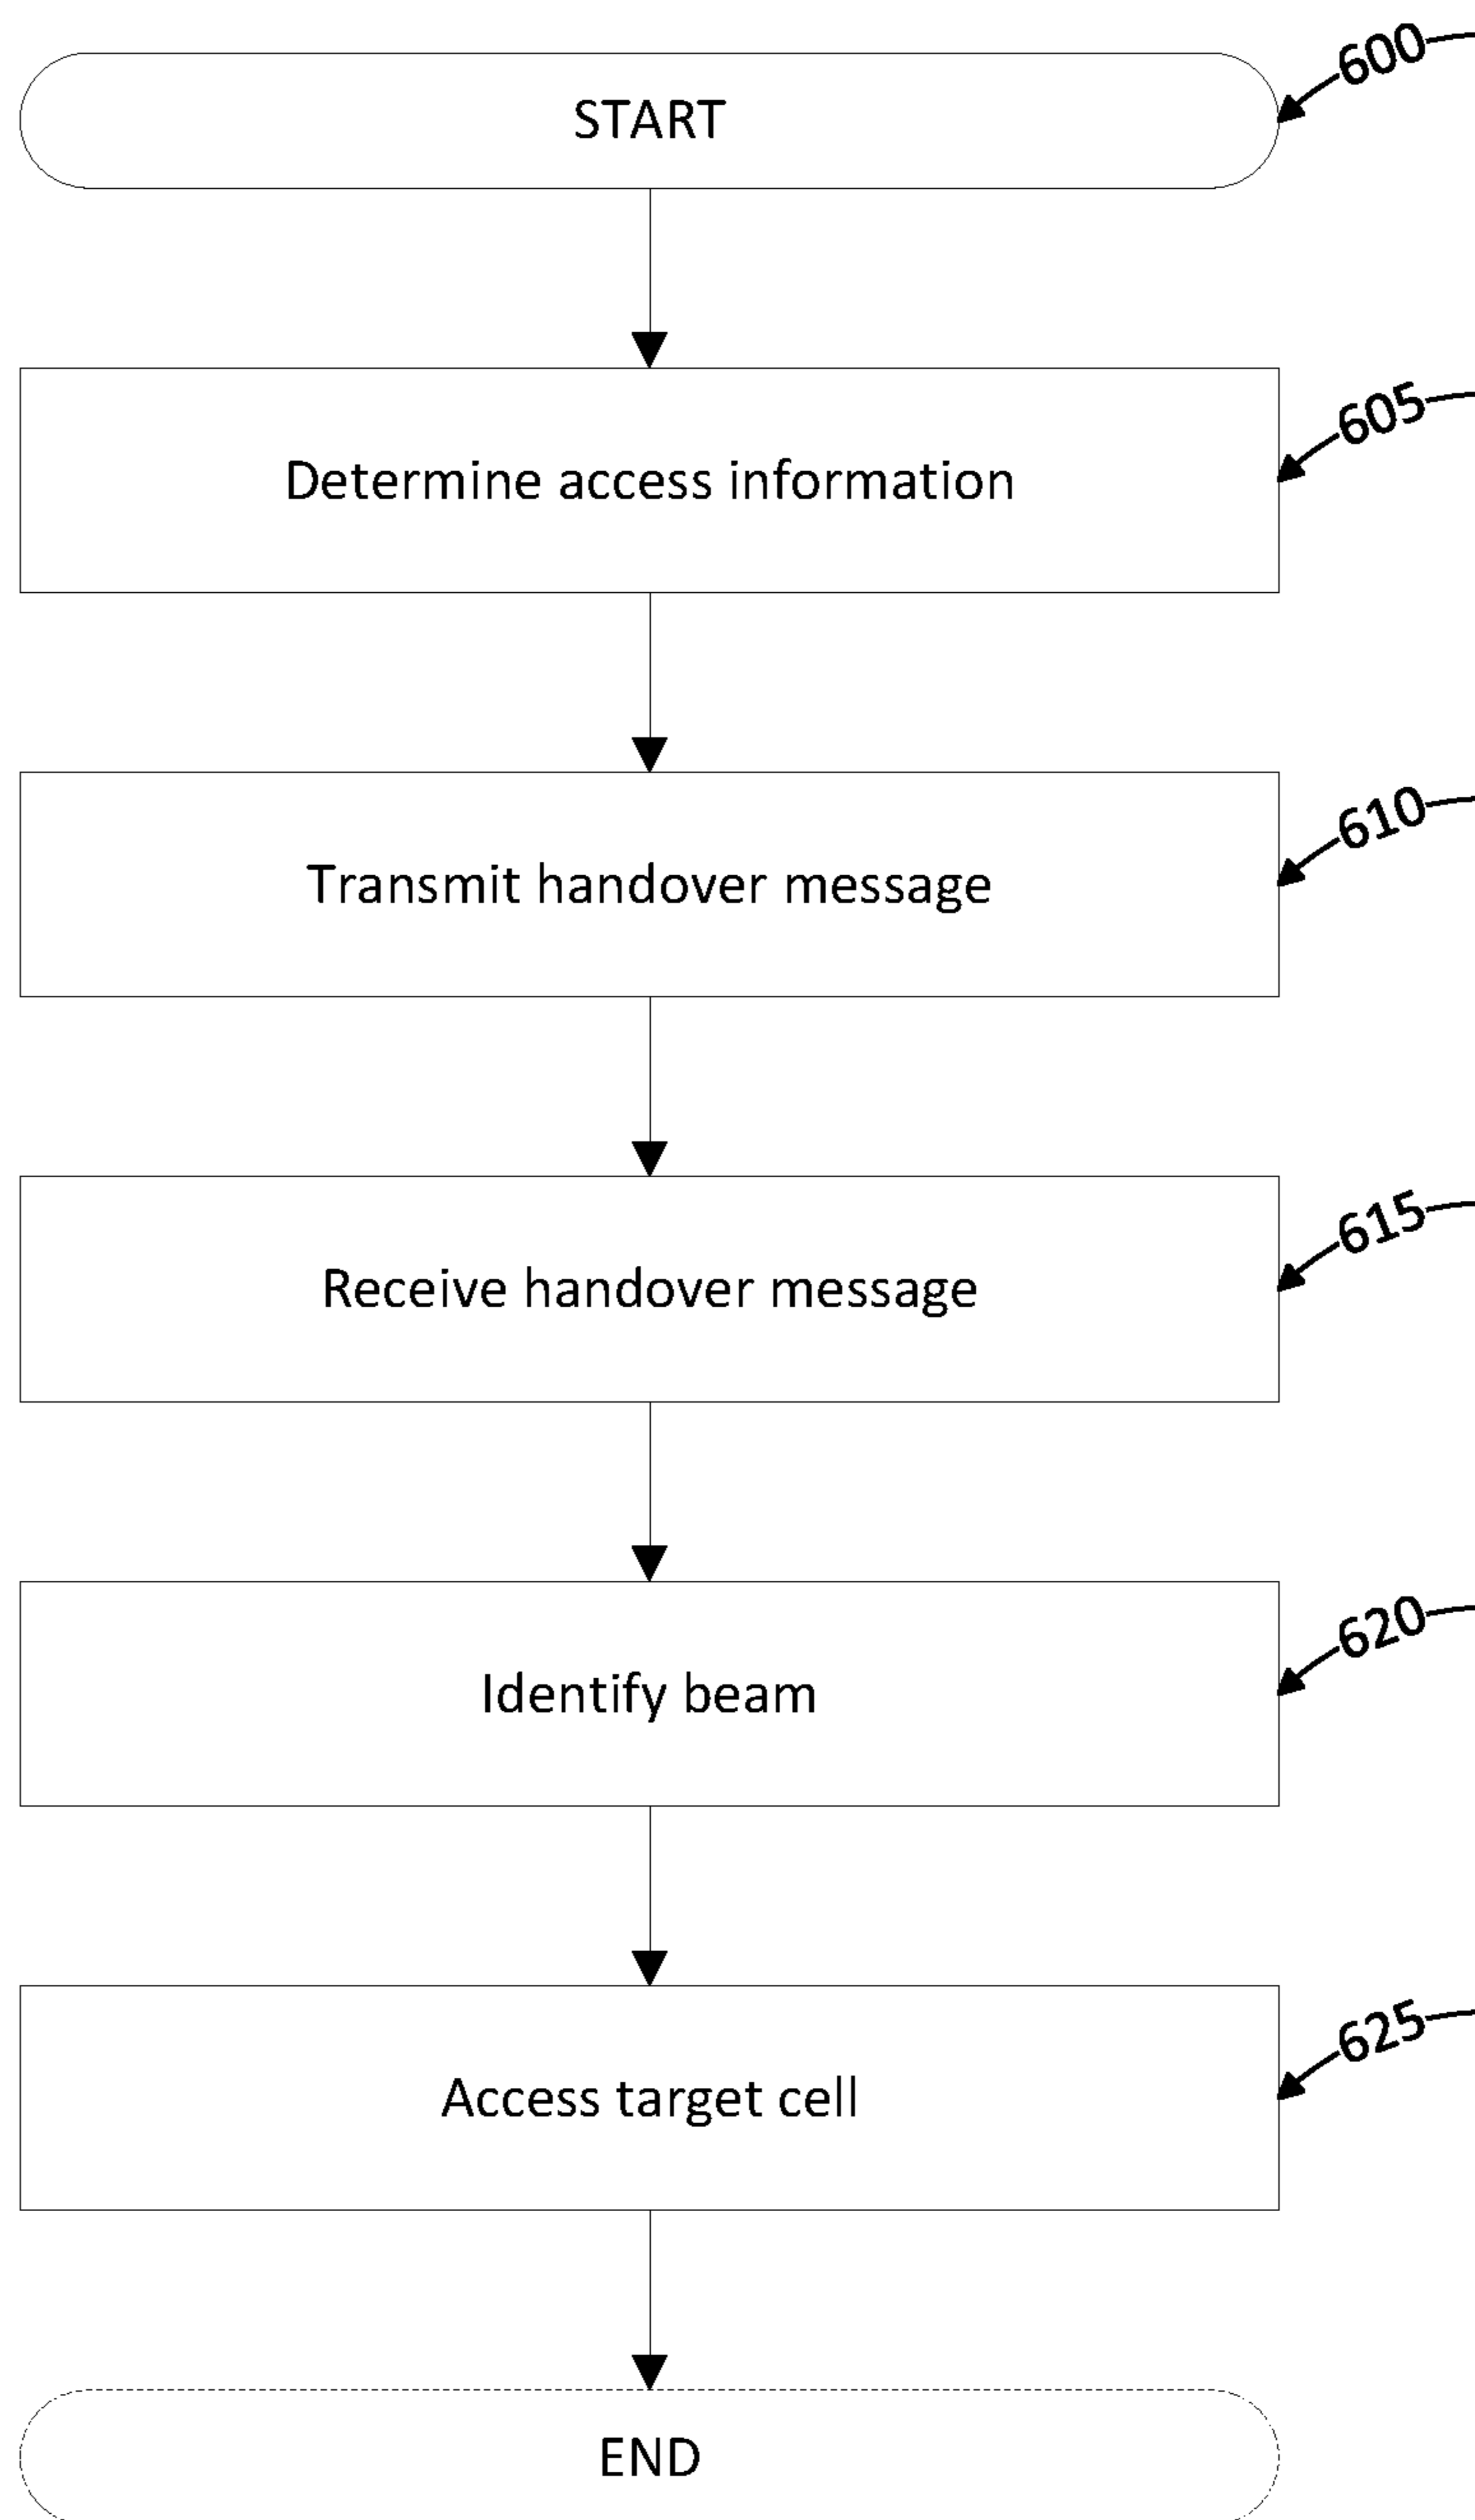 600
START
605
Determine access information
610
Transmit handover message
615
Receive handover message
620
Identify beam
625
Access target cell
END